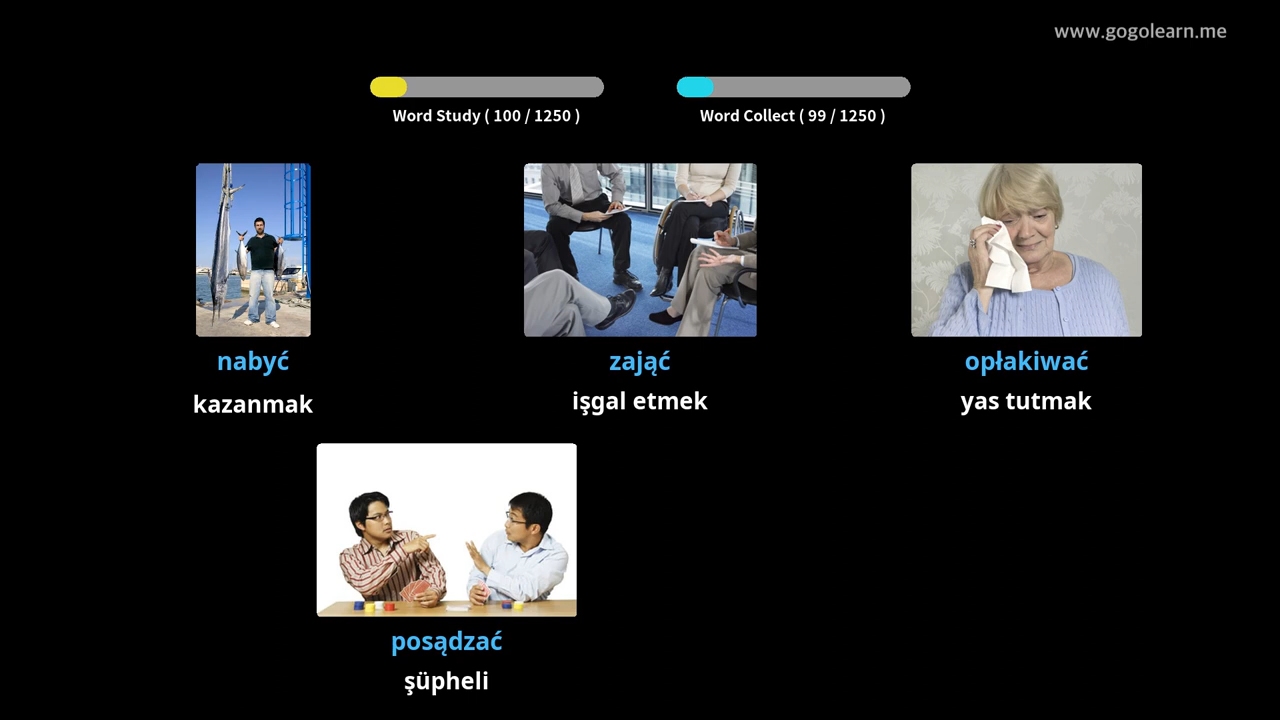 www.gogolearn.me
Word Study ( 100 / 1250 )
Word Collect ( 99 / 1250 )
nabyć
kazanmak
zająć
işgal etmek
opłakiwać
yas tutmak
posądzać
şüpheli